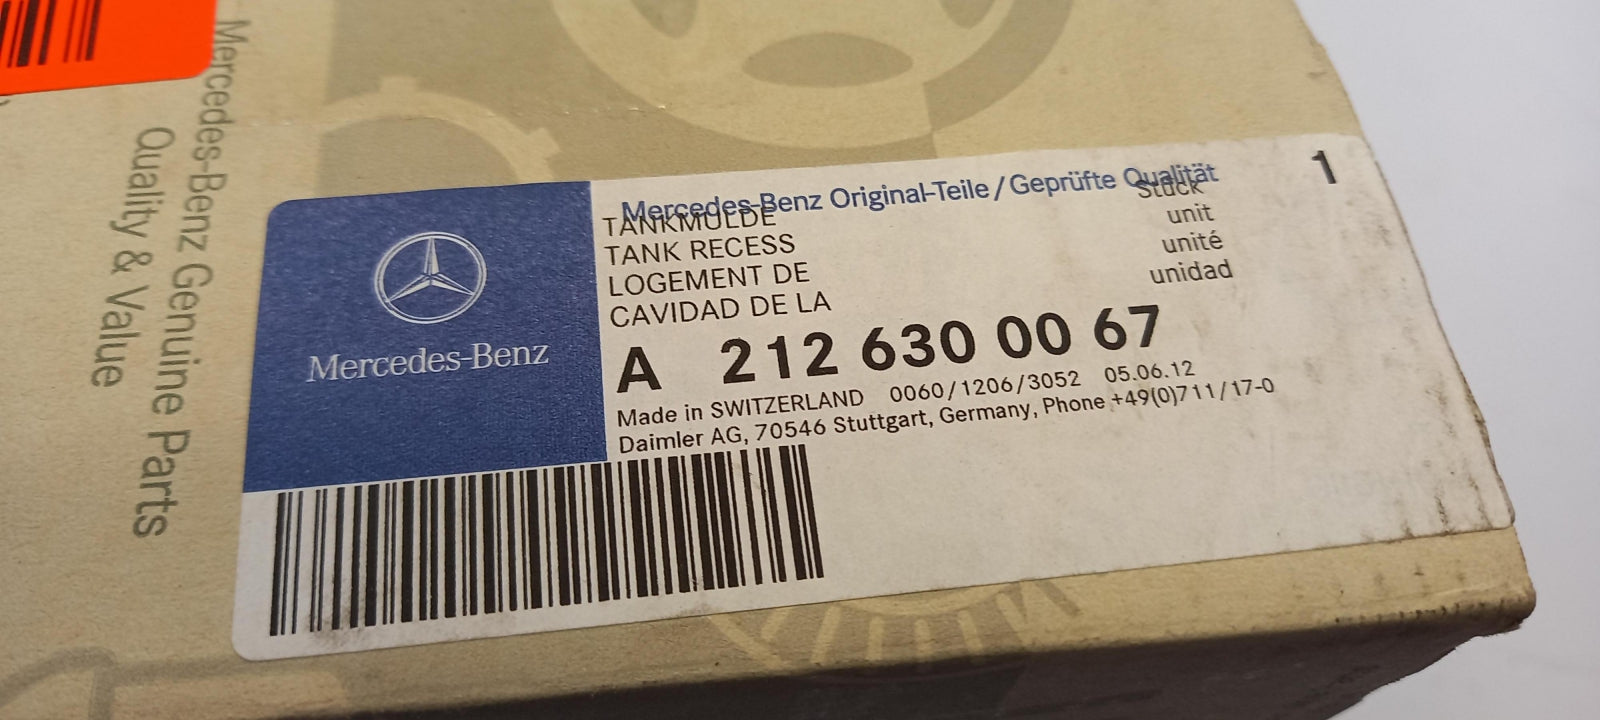 Mercedes-Benz Genuine Parts
Quality & Value
Mercedes-Benz
Mercedes-Benz Original-Teile / Geprüfte Qualität
TANKMULDE
TANK RECESS
LOGEMENT DE
CAVIDAD DE LA
Stück
unit
unité
unidad
1
A 212 630 00 67
Made in SWITZERLAND 0060/1206/3052 05.06.12
Daimler AG, 70546 Stuttgart, Germany, Phone +49(0)711/17-0